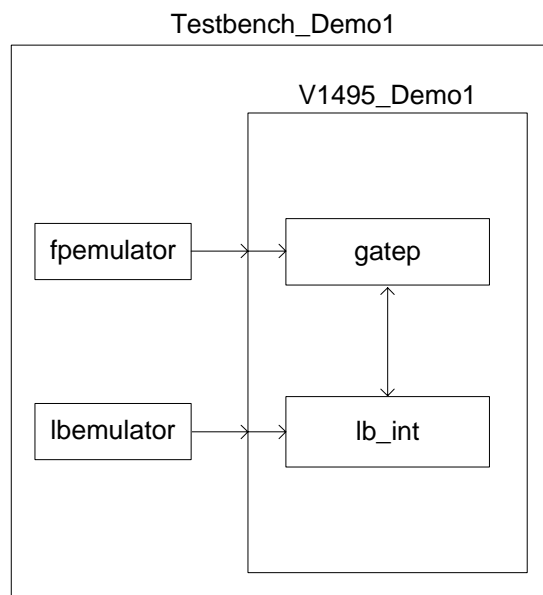 Testbench_Demo1
V1495_Demo1
fpemulator
gatep
lbemulator
lb_int